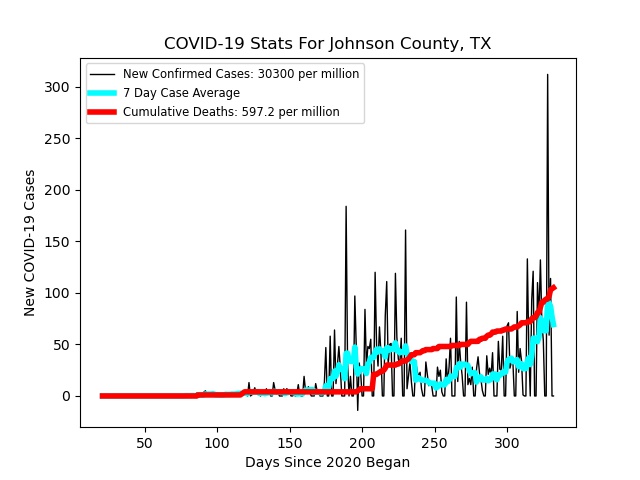 COVID-19 Stats For Johnson County, TX
New Confirmed Cases: 30300 per million
7 Day Case Average
Cumulative Deaths: 597.2 per million
New COVID-19 Cases
300
250
200
150
100
50
0
50 100 150 200 250 300
Days Since 2020 Began